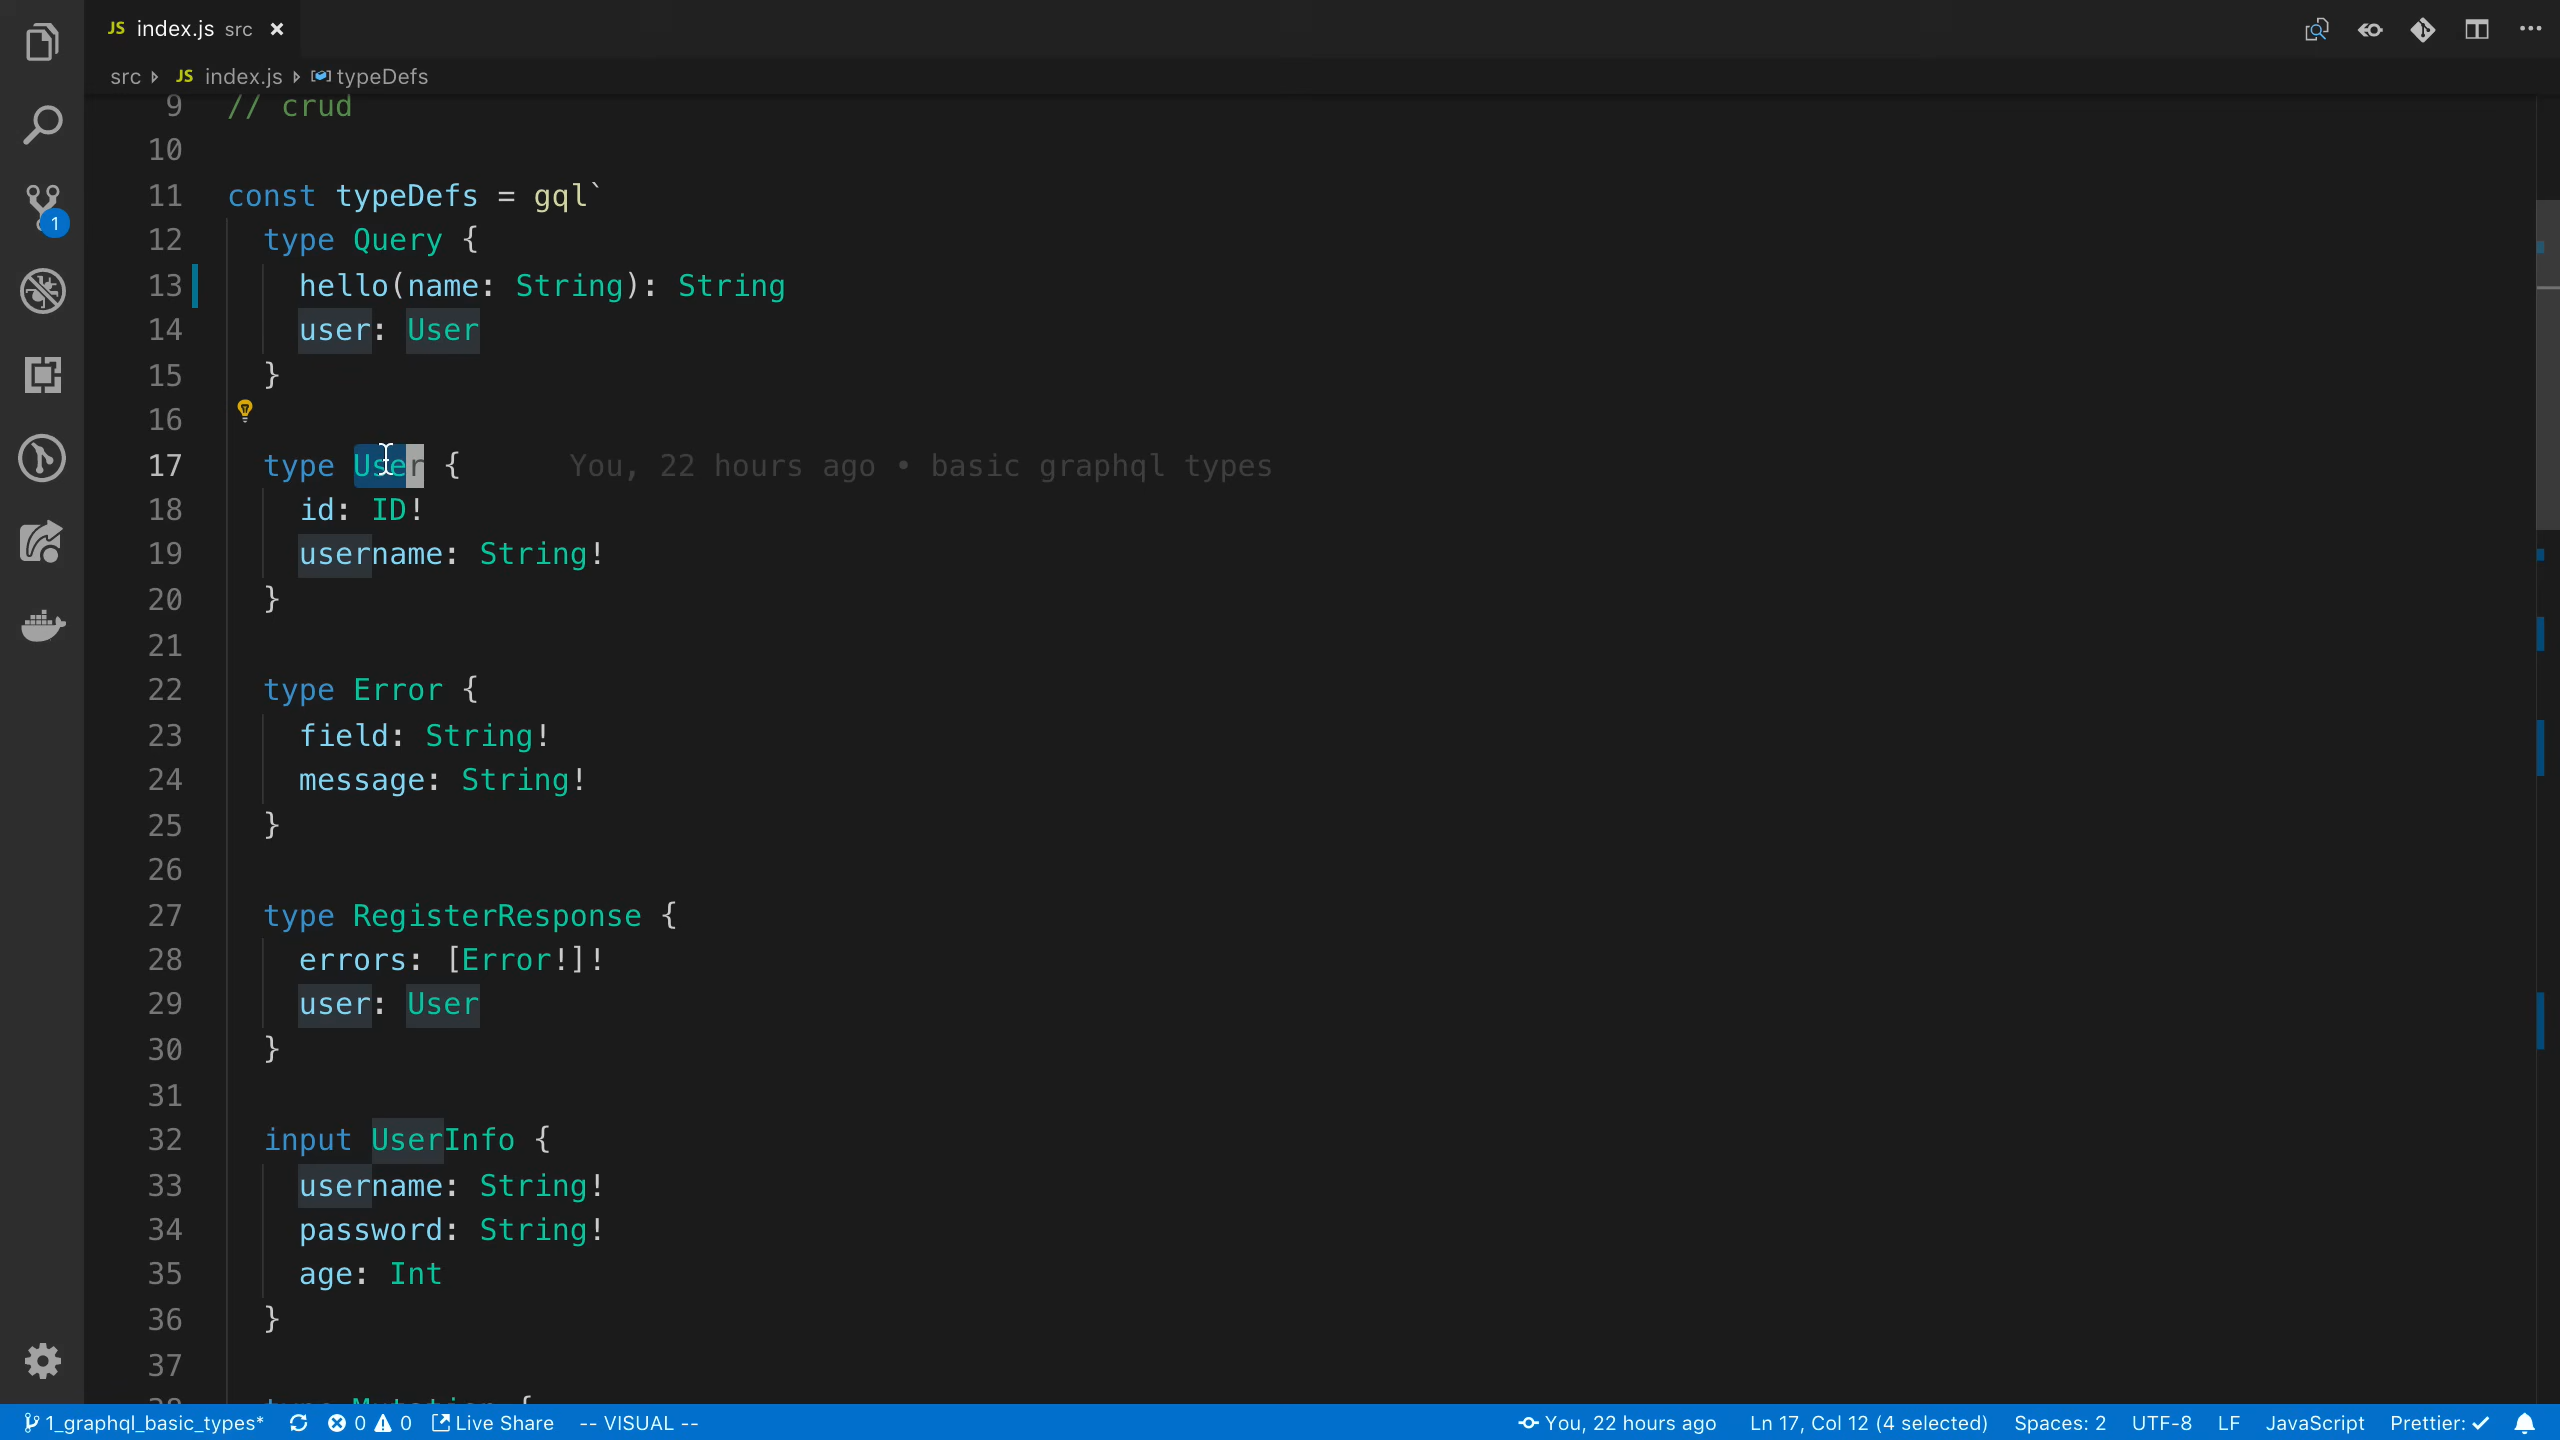 JS index.js src ×
src JS index.js typeDefs
9 // crud
10
11 const typeDefs = gql`
12 type Query {
13 hello(name: String): String
14 user: User
15 }
16
17 type User { You, 22 hours ago • basic graphql types
18 id: ID!
19 username: String!
20 }
21
22 type Error {
23 field: String!
24 message: String!
25 }
26
27 type RegisterResponse {
28 errors: [Error!]!
29 user: User
30 }
31
32 input UserInfo {
33 username: String!
34 password: String!
35 age: Int
36 }
37
38 type Mutation {
1
1_graphql_basic_types* 0 0 Live Share -- VISUAL -- You, 22 hours ago Ln 17, Col 12 (4 selected) Spaces: 2 UTF-8 LF JavaScript Prettier: ✓